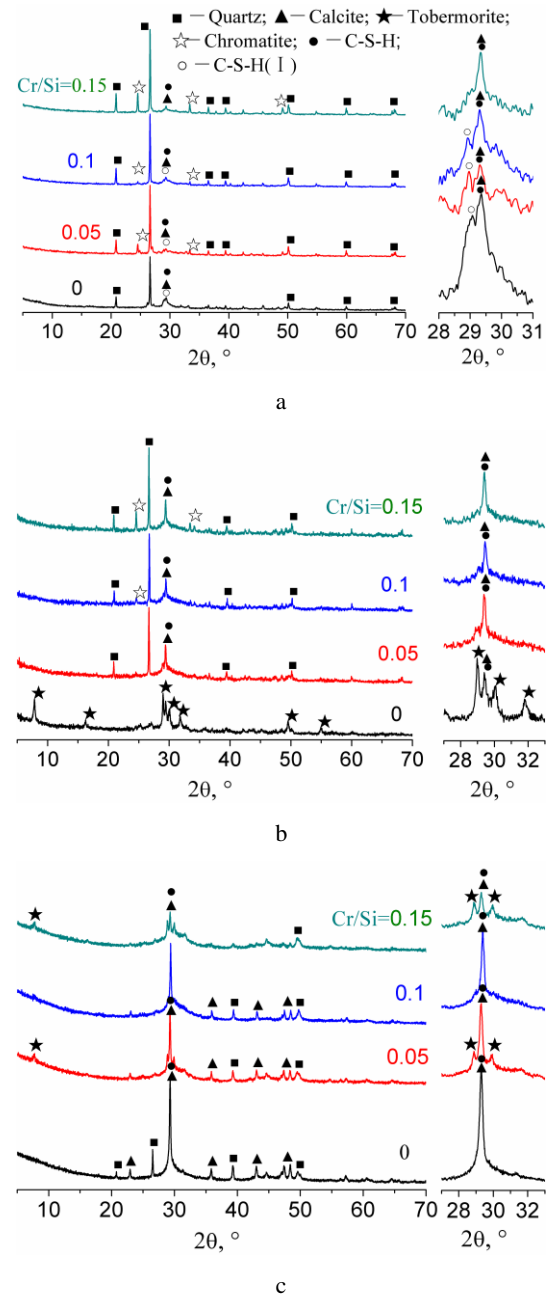 ■ —Quartz; ▲ —Calcite; ★ —Tobermorite;
☆ —Chromatite; ● —C-S-H;
○ —C-S-H(Ⅰ)
Cr/Si=0.15
0.1
0.05
0
10 20 30 40 50 60 70 28 29 30 31
2θ, ° 2θ, °
a
Cr/Si=0.15
0.1
0.05
0
10 20 30 40 50 60 70 28 30 32
2θ, ° 2θ, °
b
Cr/Si=0.15
0.1
0.05
0
10 20 30 40 50 60 70 28 30 32
2θ, ° 2θ, °
c